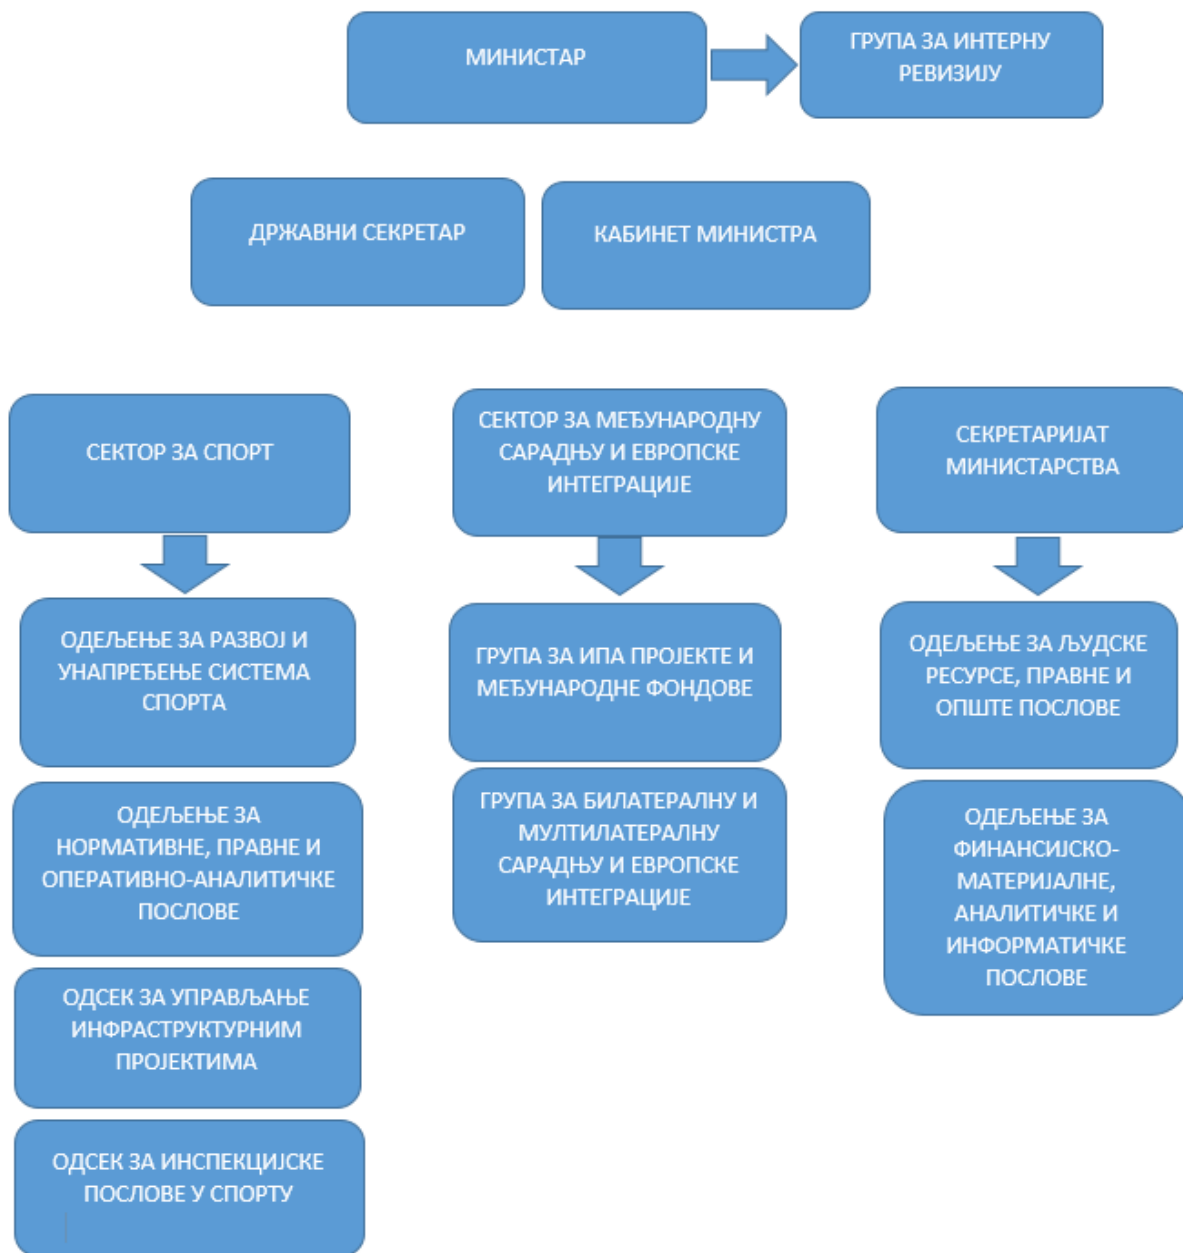 МИНИСТАР
ГРУПА ЗА ИНТЕРНУ
РЕВИЗИЈУ
ДРЖАВНИ СЕКРЕТАР
КАБИНЕТ МИНИСТРА
СЕКТОР ЗА СПОРТ
СЕКТОР ЗА МЕЂУНАРОДНУ
САРАДЊУ И ЕВРОПСКЕ
ИНТЕГРАЦИЈЕ
СЕКРЕТАРИЈАТ
МИНИСТАРСТВА
ОДЕЉЕЊЕ ЗА РАЗВОЈ И
УНАПРЕЂЕЊЕ СИСТЕМА
СПОРТА
ГРУПА ЗА ИПА ПРОЈЕКТЕ И
МЕЂУНАРОДНЕ ФОНДОВЕ
ОДЕЉЕЊЕ ЗА ЉУДСКЕ
РЕСУРСЕ, ПРАВНЕ И
ОПШТЕ ПОСЛОВЕ
ОДЕЉЕЊЕ ЗА
НОРМАТИВНЕ, ПРАВНЕ И
ОПЕРАТИВНО-АНАЛИТИЧКЕ
ПОСЛОВЕ
ГРУПА ЗА БИЛАТЕРАЛНУ И
МУЛТИЛАТЕРАЛНУ
САРАДЊУ И ЕВРОПСКЕ
ИНТЕГРАЦИЈЕ
ОДЕЉЕЊЕ ЗА
ФИНАНСИЈСКО-
МАТЕРИЈАЛНЕ,
АНАЛИТИЧКЕ И
ИНФОРМАТИЧКЕ
ПОСЛОВЕ
ОДСЕК ЗА УПРАВЉАЊЕ
ИНФРАСТРУКТУРНИМ
ПРОЈЕКТИМА
ОДСЕК ЗА ИНСПЕКЦИЈСКЕ
ПОСЛОВЕ У СПОРТУ